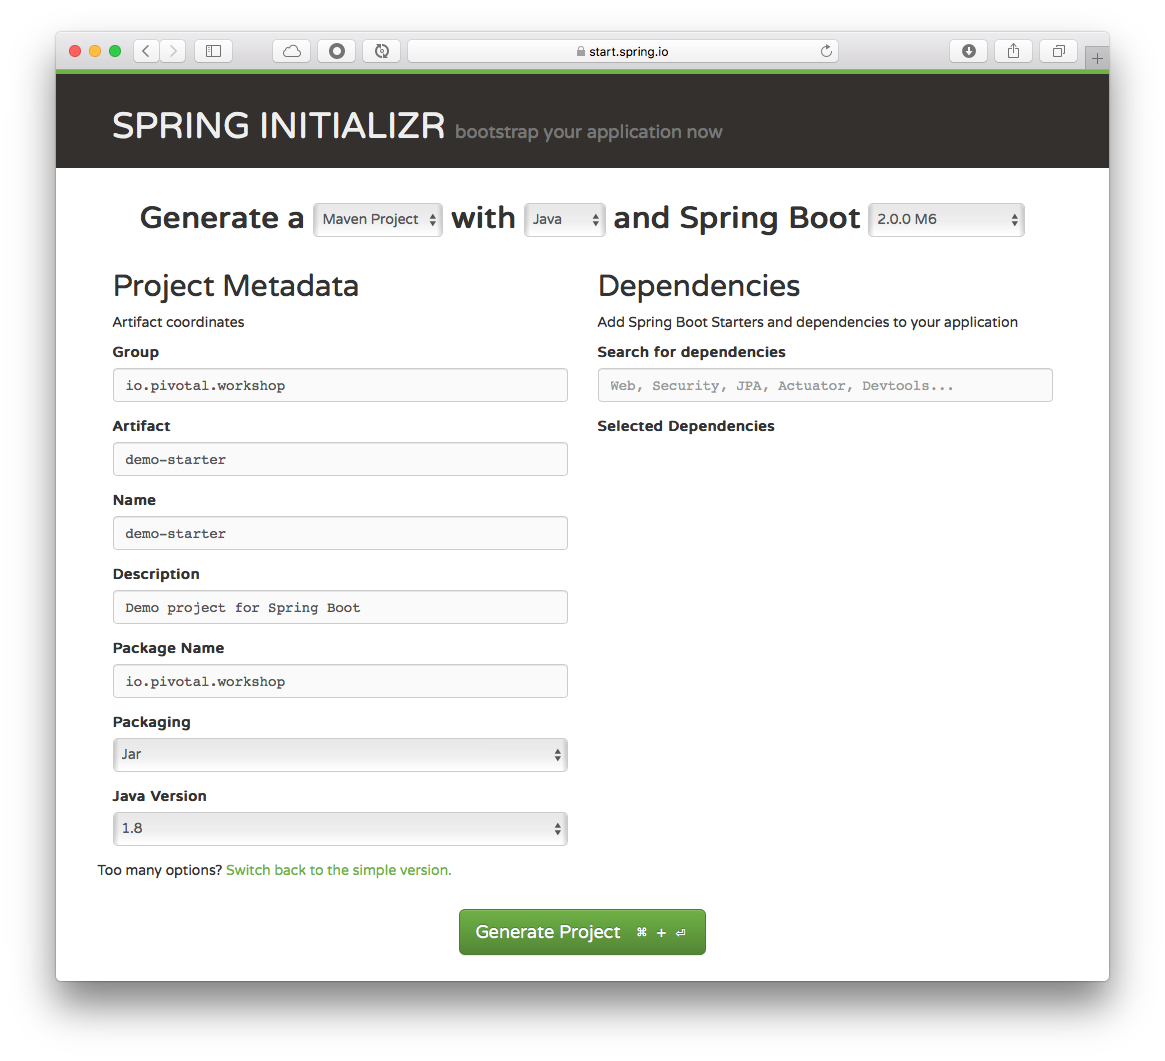 start.spring.io
SPRING INITIALIZR bootstrap your application now
Generate a Maven Project with Java and Spring Boot 2.0.0 M6
Project Metadata
Artifact coordinates
Group
io.pivotal.workshop
Artifact
demo-starter
Name
demo-starter
Description
Demo project for Spring Boot
Package Name
io.pivotal.workshop
Packaging
Jar
Java Version
1.8
Too many options? Switch back to the simple version.
Dependencies
Add Spring Boot Starters and dependencies to your application
Search for dependencies
Web, Security, JPA, Actuator, Devtools...
Selected Dependencies
Generate Project ⌘ + ⏎